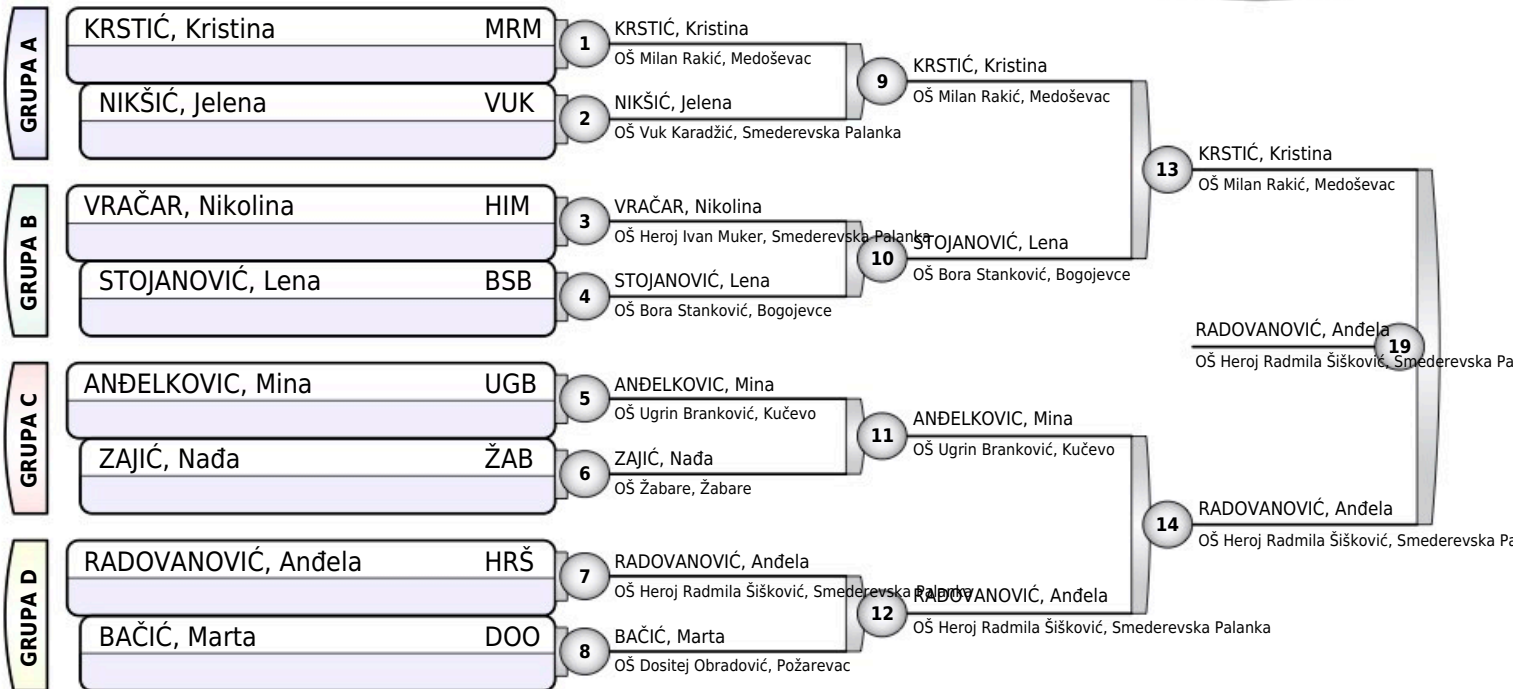 GRUPA A
KRSTIĆ, Kristina MRM
NIKŠIĆ, Jelena VUK
1
KRSTIĆ, Kristina
OŠ Milan Rakić, Medoševac
2
NIKŠIĆ, Jelena
OŠ Vuk Karadžić, Smederevska Palanka
9
KRSTIĆ, Kristina
OŠ Milan Rakić, Medoševac
GRUPA B
VRAČAR, Nikolina HIM
STOJANOVIĆ, Lena BSB
3
VRAČAR, Nikolina
OŠ Heroj Ivan Muker, Smederevska Palanka
4
STOJANOVIĆ, Lena
OŠ Bora Stanković, Bogojevce
10
STOJANOVIĆ, Lena
OŠ Bora Stanković, Bogojevce
13
KRSTIĆ, Kristina
OŠ Milan Rakić, Medoševac
GRUPA C
ANĐELKOVIC, Mina UGB
ZAJIĆ, Nađa ŽAB
5
ANĐELKOVIC, Mina
OŠ Ugrin Branković, Kučevo
6
ZAJIĆ, Nađa
OŠ Žabare, Žabare
11
ANĐELKOVIC, Mina
OŠ Ugrin Branković, Kučevo
GRUPA D
RADOVANOVIĆ, Anđela HRŠ
BAČIĆ, Marta DOO
7
RADOVANOVIĆ, Anđela
OŠ Heroj Radmila Šišković, Smederevska Palanka
8
BAČIĆ, Marta
OŠ Dositej Obradović, Požarevac
12
RADOVANOVIĆ, Anđela
OŠ Heroj Radmila Šišković, Smederevska Palanka
14
RADOVANOVIĆ, Anđela
OŠ Heroj Radmila Šišković, Smederevska Pa
RADOVANOVIĆ, Anđela
19
OŠ Heroj Radmila Šišković, Smederevska Pa